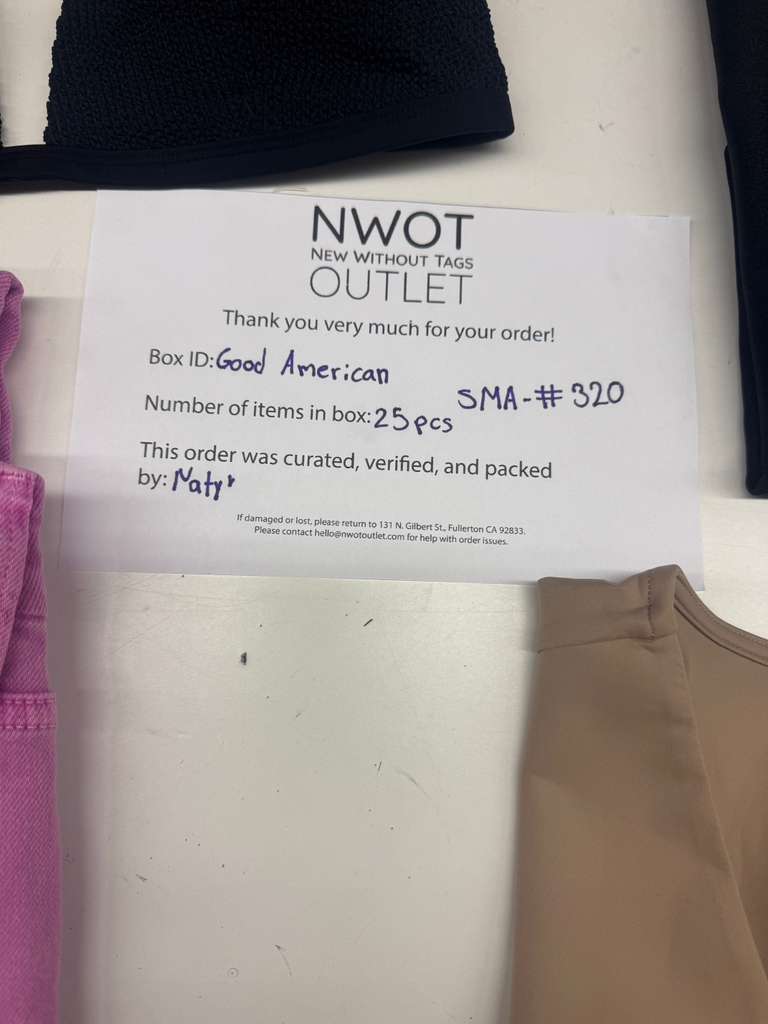 NWOT
NEW WITHOUT TAGS
OUTLET
Thank you very much for your order!
Box ID: Good American
SMA-#320
Number of items in box: 25pcs
This order was curated, verified, and packed
by: Naty
If damaged or lost, please return to 131 N. Gilbert St., Fullerton CA 92833.
Please contact hello@nwotoutlet.com for help with order issues.